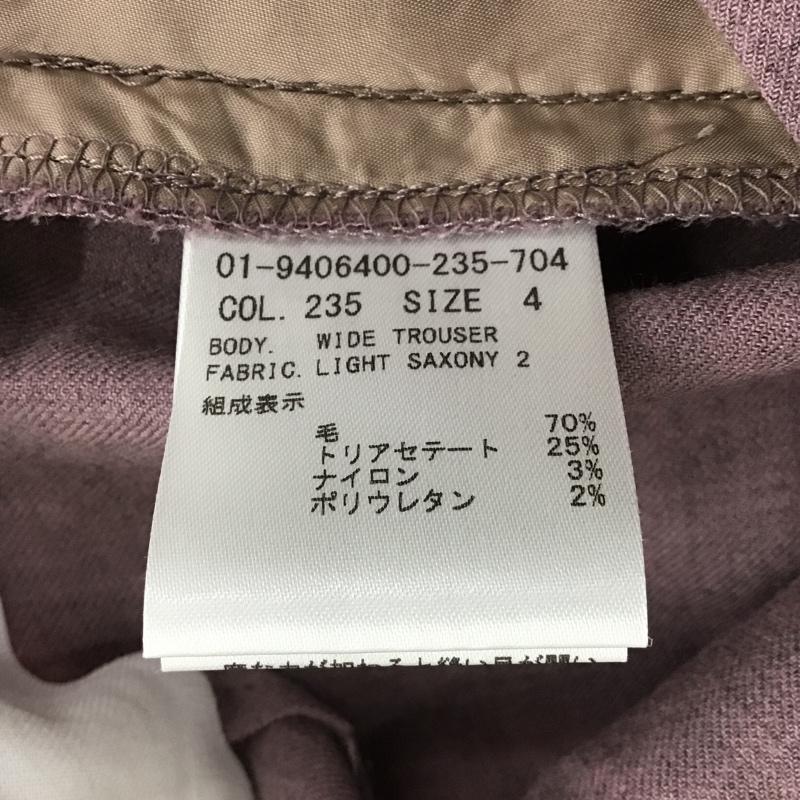 01-9406400-235-704
COL. 235 SIZE 4
BODY. WIDE TROUSER
FABRIC. LIGHT SAXONY 2
組成表示
毛 70%
トリアセテート 25%
ナイロン 3%
ポリウレタン 2%